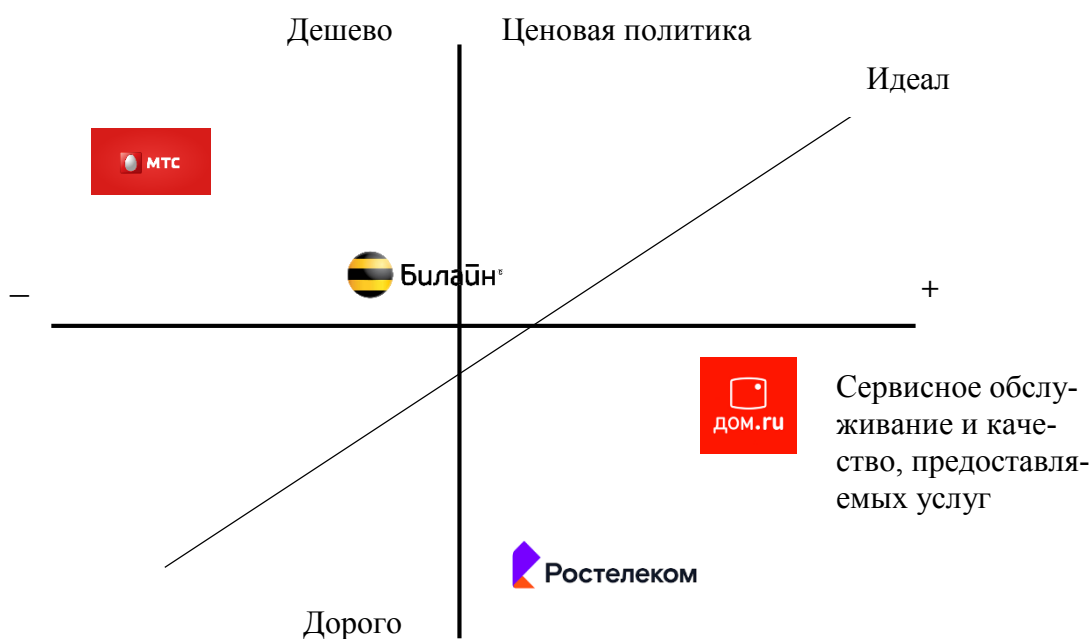 Дешево
Ценовая политика
Идеал
МТС
Билайн
–
+
ДОМ.RU
Сервисное обслу-
живание и каче-
ство, предоставля-
емых услуг
Ростелеком
Дорого